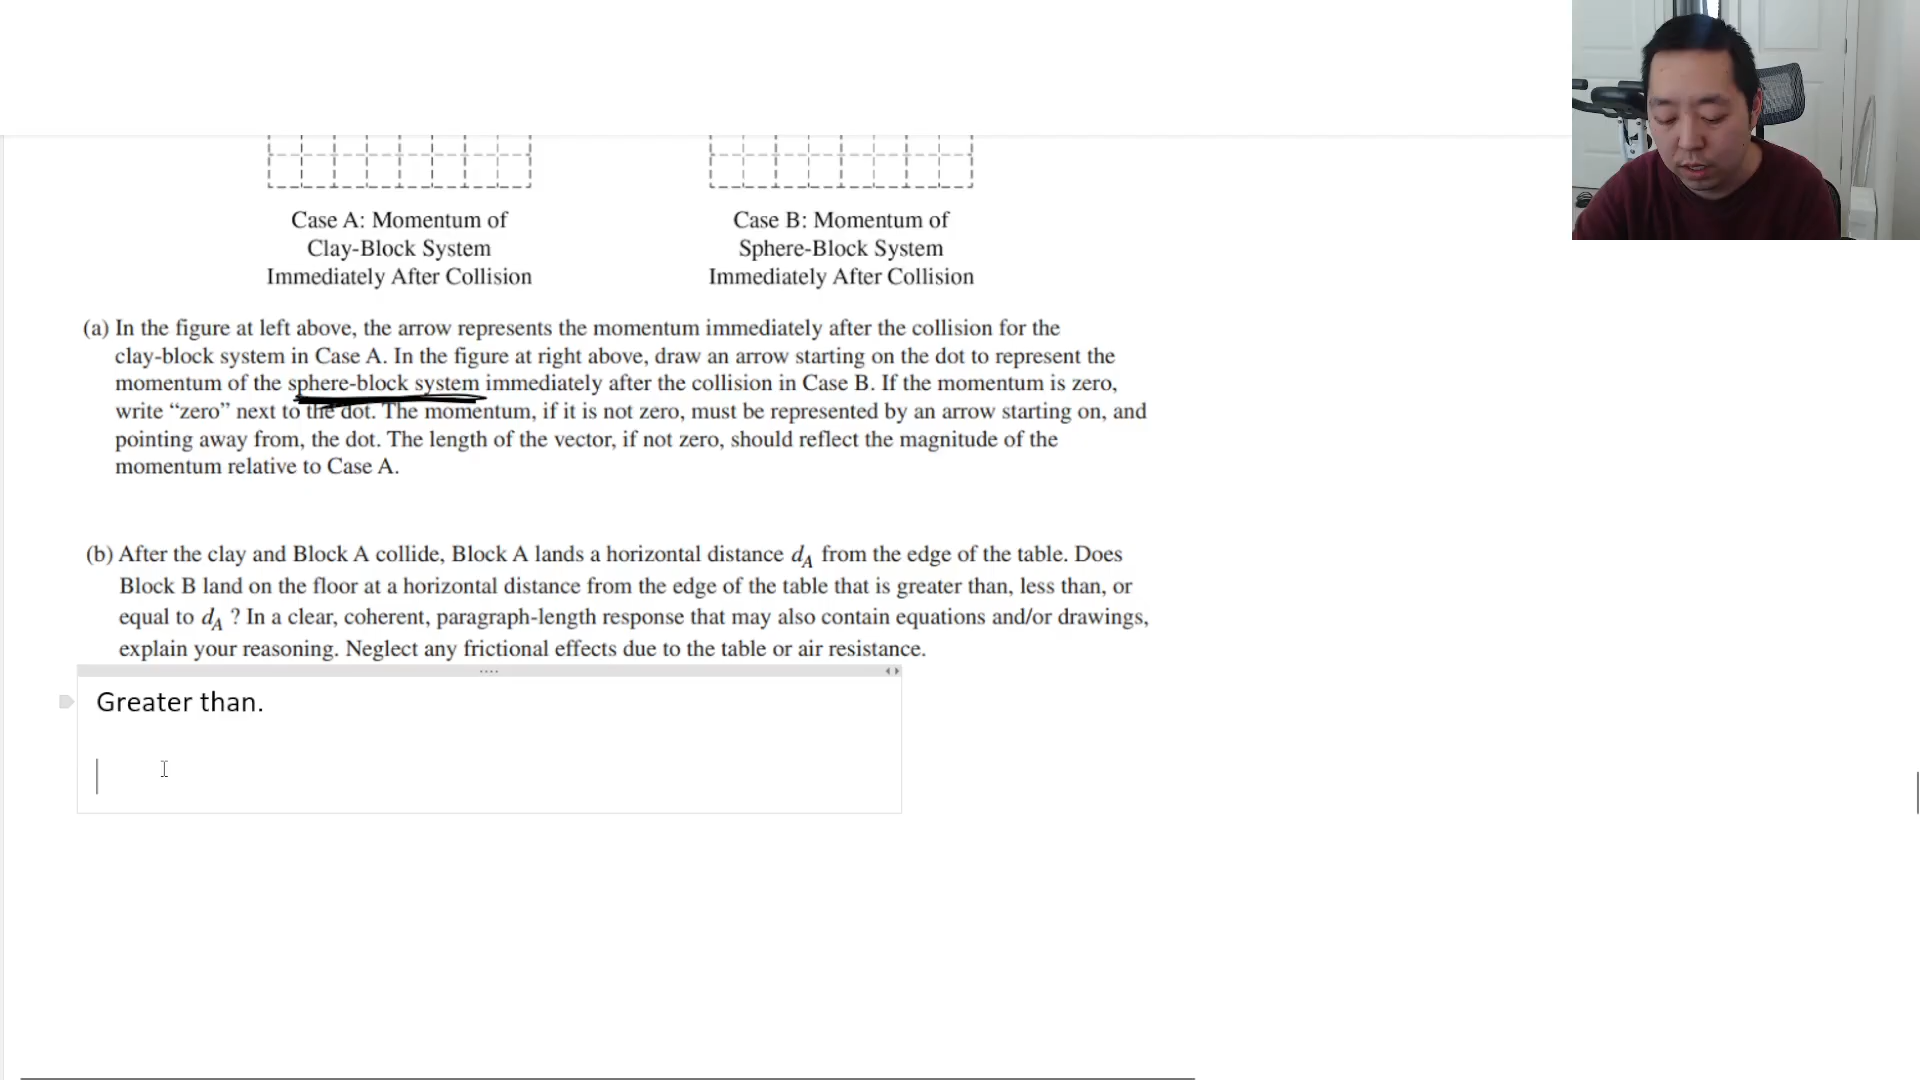 Case A: Momentum of
Clay-Block System
Immediately After Collision
Case B: Momentum of
Sphere-Block System
Immediately After Collision
(a) In the figure at left above, the arrow represents the momentum immediately after the collision for the
clay-block system in Case A. In the figure at right above, draw an arrow starting on the dot to represent the
momentum of the sphere-block system immediately after the collision in Case B. If the momentum is zero,
write “zero” next to the dot. The momentum, if it is not zero, must be represented by an arrow starting on, and
pointing away from, the dot. The length of the vector, if not zero, should reflect the magnitude of the
momentum relative to Case A.
(b) After the clay and Block A collide, Block A lands a horizontal distance d_A from the edge of the table. Does
Block B land on the floor at a horizontal distance from the edge of the table that is greater than, less than, or
equal to d_A ? In a clear, coherent, paragraph-length response that may also contain equations and/or drawings,
explain your reasoning. Neglect any frictional effects due to the table or air resistance.
Greater than.